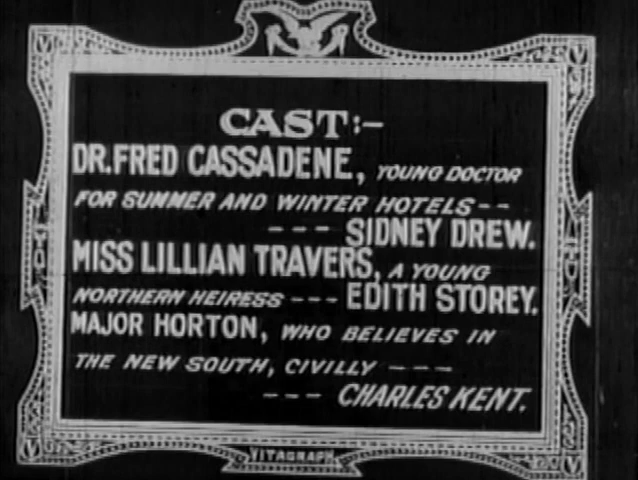 CAST:-
DR. FRED CASSADENE, YOUNG DOCTOR
FOR SUMMER AND WINTER HOTELS--
--- SIDNEY DREW.
MISS LILLIAN TRAVERS, A YOUNG
NORTHERN HEIRESS --- EDITH STOREY.
MAJOR HORTON, WHO BELIEVES IN
THE NEW SOUTH, CIVILLY ---
--- CHARLES KENT.
VITAGRAPH